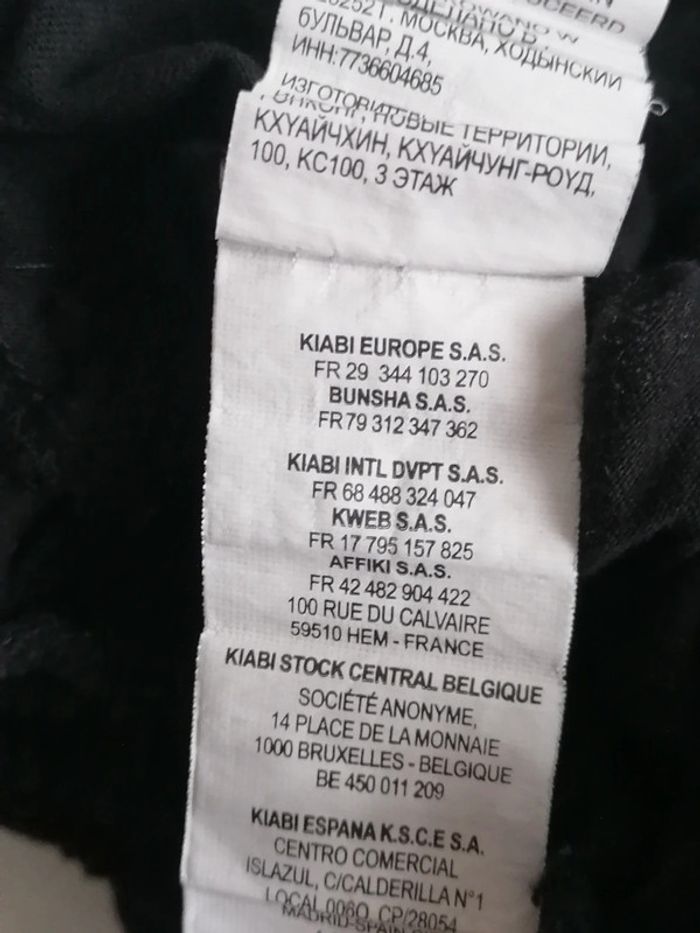 БУЛЬВАР, Д.4,
МОСКВА, ХОДЫНСКИЙ
ИНН:7736604685
ИЗГОТОВИТЕЛЬ
НОВЫЕ ТЕРРИТОРИИ,
КХУАЙЧХИН, КХУАЙЧУНГ-РОУД,
100, КС100, 3 ЭТАЖ
KIABI EUROPE S.A.S.
FR 29 344 103 270
BUNSHA S.A.S.
FR79 312 347 362
KIABI INTL DVPT S.A.S.
FR 68 488 324 047
KWEB S.A.S.
FR 17 795 157 825
AFFIKI S.A.S.
FR 42 482 904 422
100 RUE DU CALVAIRE
59510 HEM - FRANCE
KIABI STOCK CENTRAL BELGIQUE
SOCIÉTÉ ANONYME,
14 PLACE DE LA MONNAIE
1000 BRUXELLES - BELGIQUE
BE 450 011 209
KIABI ESPANA K.S.C.E S.A.
CENTRO COMERCIAL
ISLAZUL, C/CALDERILLA N°1
LOCAL 006O, CP/28054
MADRID-SPAIN